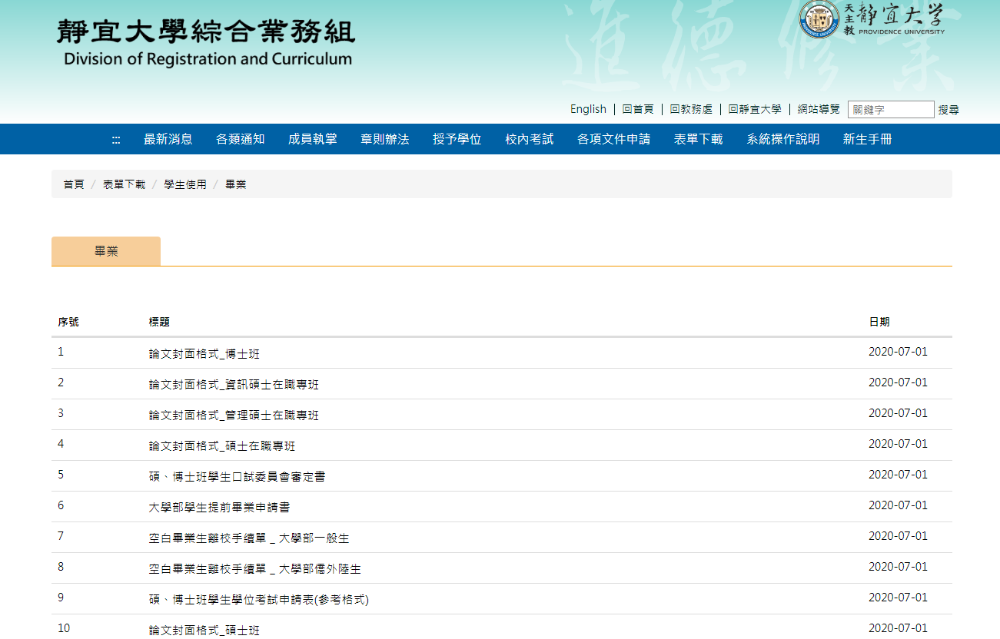 靜宜大學綜合業務組
Division of Registration and Curriculum
進德修業
天主教 靜宜大學
PROVIDENCE UNIVERSITY
English | 回首頁 | 回教務處 | 回靜宜大學 | 網站導覽 關鍵字 搜尋
::: 最新消息 各類通知 成員執掌 章則辦法 授予學位 校內考試 各項文件申請 表單下載 系統操作說明 新生手冊
首頁 / 表單下載 / 學生使用 / 畢業
畢業
序號 標題 日期
1 論文封面格式_博士班 2020-07-01
2 論文封面格式_資訊碩士在職專班 2020-07-01
3 論文封面格式_管理碩士在職專班 2020-07-01
4 論文封面格式_碩士在職專班 2020-07-01
5 碩、博士班學生口試委員會審定書 2020-07-01
6 大學部學生提前畢業申請書 2020-07-01
7 空白畢業生離校手續單 _ 大學部一般生 2020-07-01
8 空白畢業生離校手續單 _ 大學部僑外陸生 2020-07-01
9 碩、博士班學生學位考試申請表(參考格式) 2020-07-01
10 論文封面格式_碩士班 2020-07-01